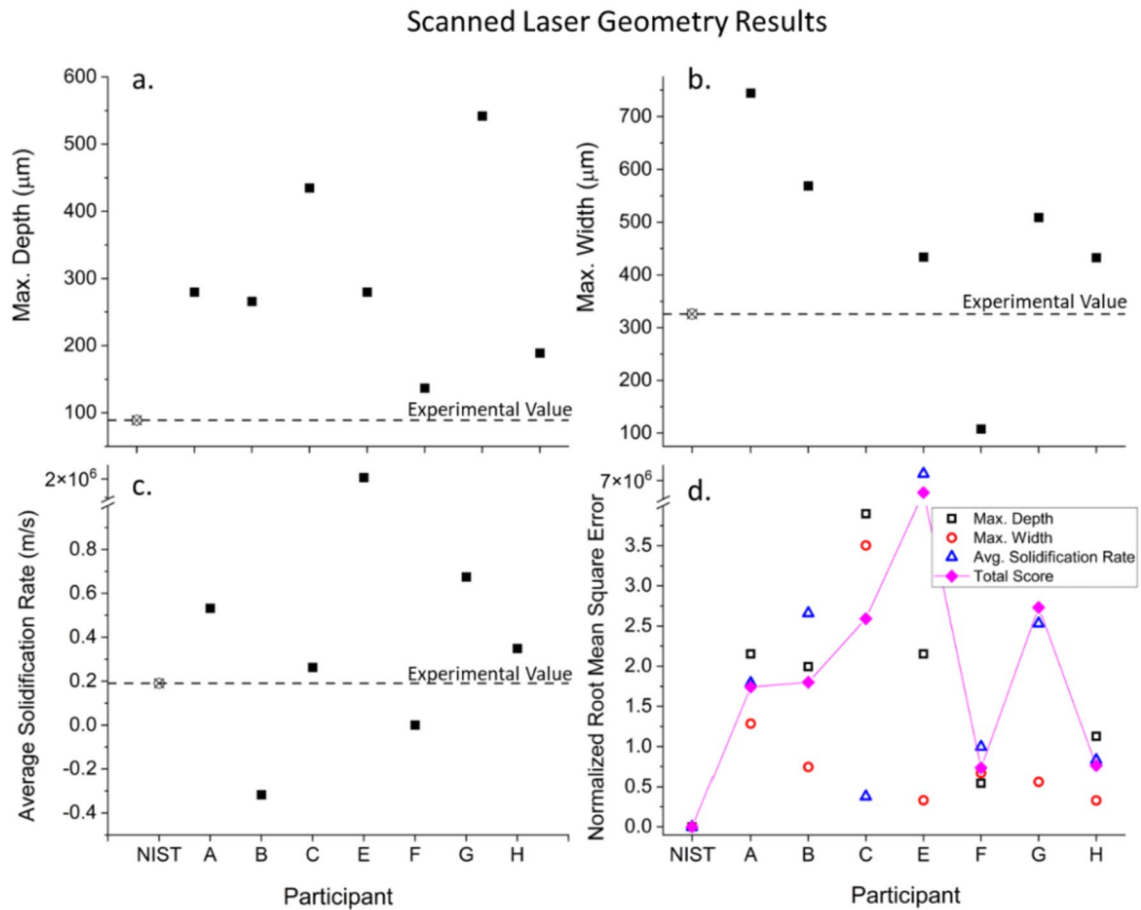 Scanned Laser Geometry Results
a.
600
500
400
300
200
100
Max. Depth (μm)
Experimental Value
b.
700
600
500
400
300
200
100
Max. Width (μm)
Experimental Value
c.
2×10⁶
0.8
0.6
0.4
0.2
0.0
-0.2
-0.4
Average Solidification Rate (m/s)
Experimental Value
NIST A B C E F G H
Participant
d.
7×10⁶
3.5
3.0
2.5
2.0
1.5
1.0
0.5
0.0
Normalized Root Mean Square Error
Max. Depth
Max. Width
Avg. Solidification Rate
Total Score
NIST A B C E F G H
Participant